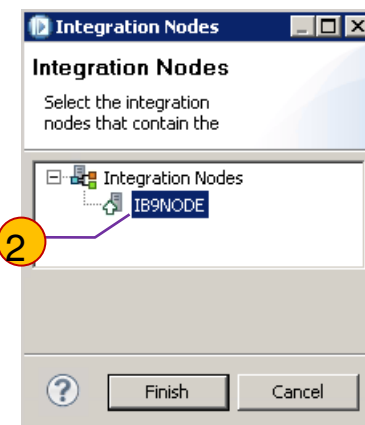 Integration Nodes
Integration Nodes
Select the integration
nodes that contain the
Integration Nodes
IB9NODE
2
?
Finish
Cancel